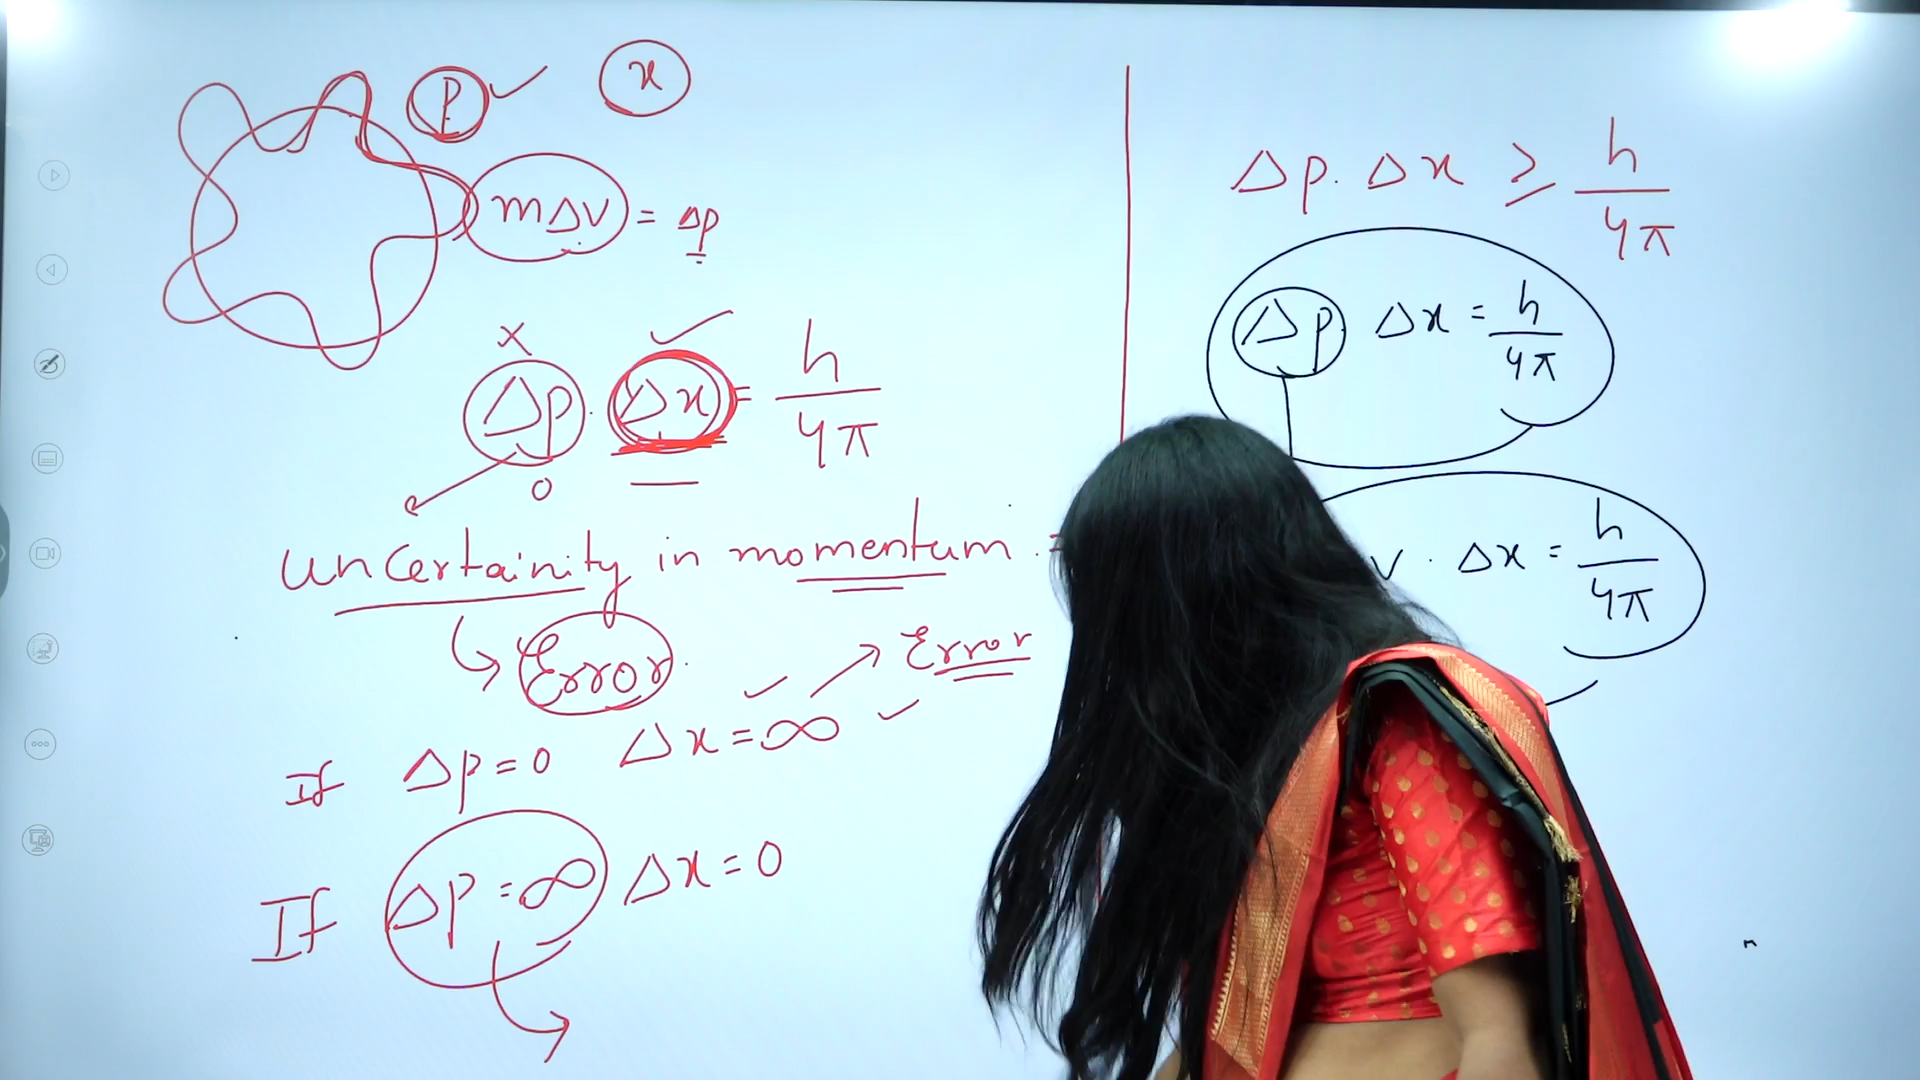 p x
mΔv = Δp
x
Δp . Δx = h/4π
0
Uncertainity in momentum .
Error.
Error
If Δp = 0 Δx = ∞
If Δp = ∞ Δx = 0
Δp. Δx ≥ h/4π
Δp. Δx = h/4π
v . Δx = h/4π